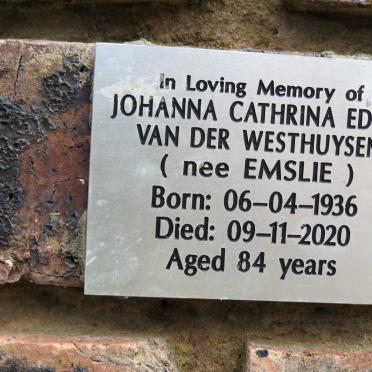 In Loving Memory of
JOHANNA CATHRINA
VAN DER WESTHUYSEN
( nee EMSLIE )
Born: 06–04–1936
Died: 09–11–2020
Aged 84 years